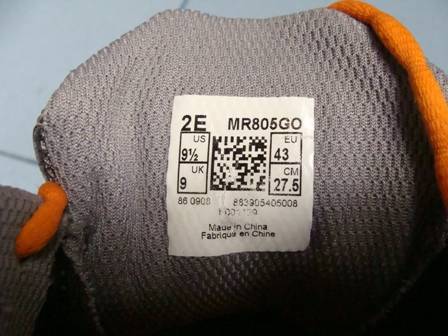 2E MR805GO
US EU
9½ 43
UK CM
9 27.5
86 0908 883905405008
Made in China
Fabriqué en Chine